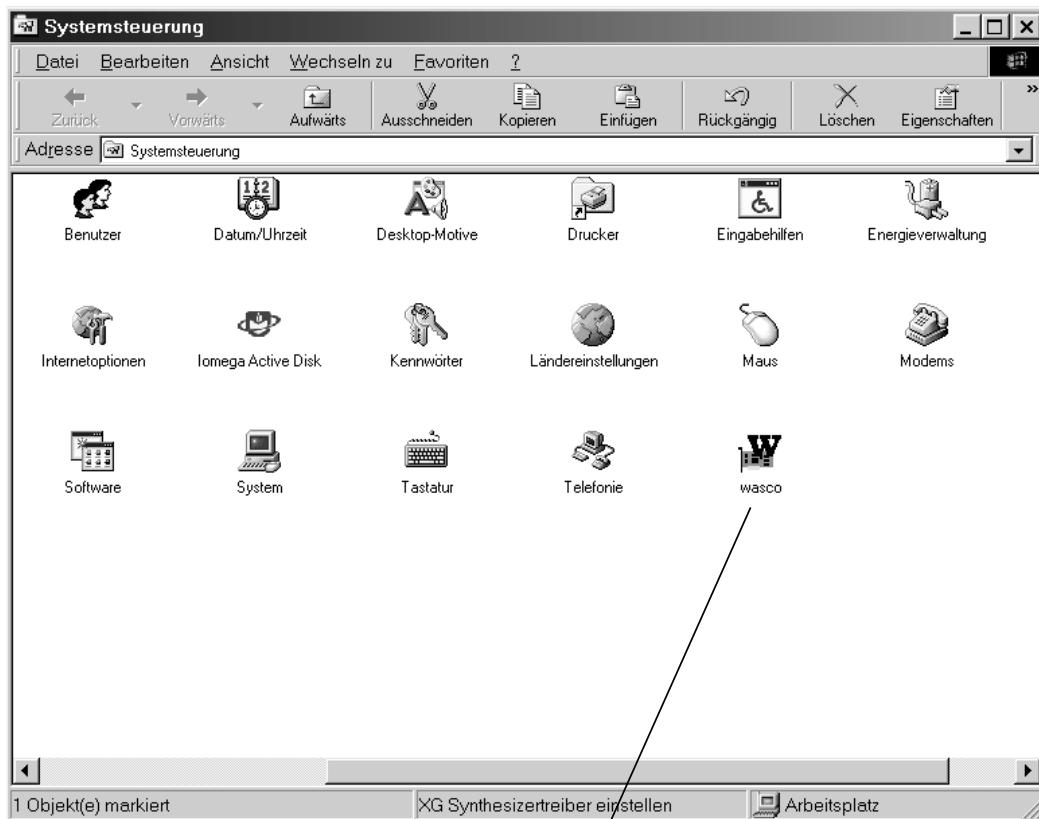 Systemsteuerung
Datei Bearbeiten Ansicht Wechseln zu Favoriten ?
Zurück Vorwärts Aufwärts Ausschneiden Kopieren Einfügen Rückgängig Löschen Eigenschaften »
Adresse Systemsteuerung
Benutzer Datum/Uhrzeit Desktop-Motive Drucker Eingabehilfen Energieverwaltung
Internetoptionen Iomega Active Disk Kennwörter Ländereinstellungen Maus Modems
Software System Tastatur Telefonie wasco
1 Objekt(e) markiert XG Synthesizertreiber einstellen Arbeitsplatz